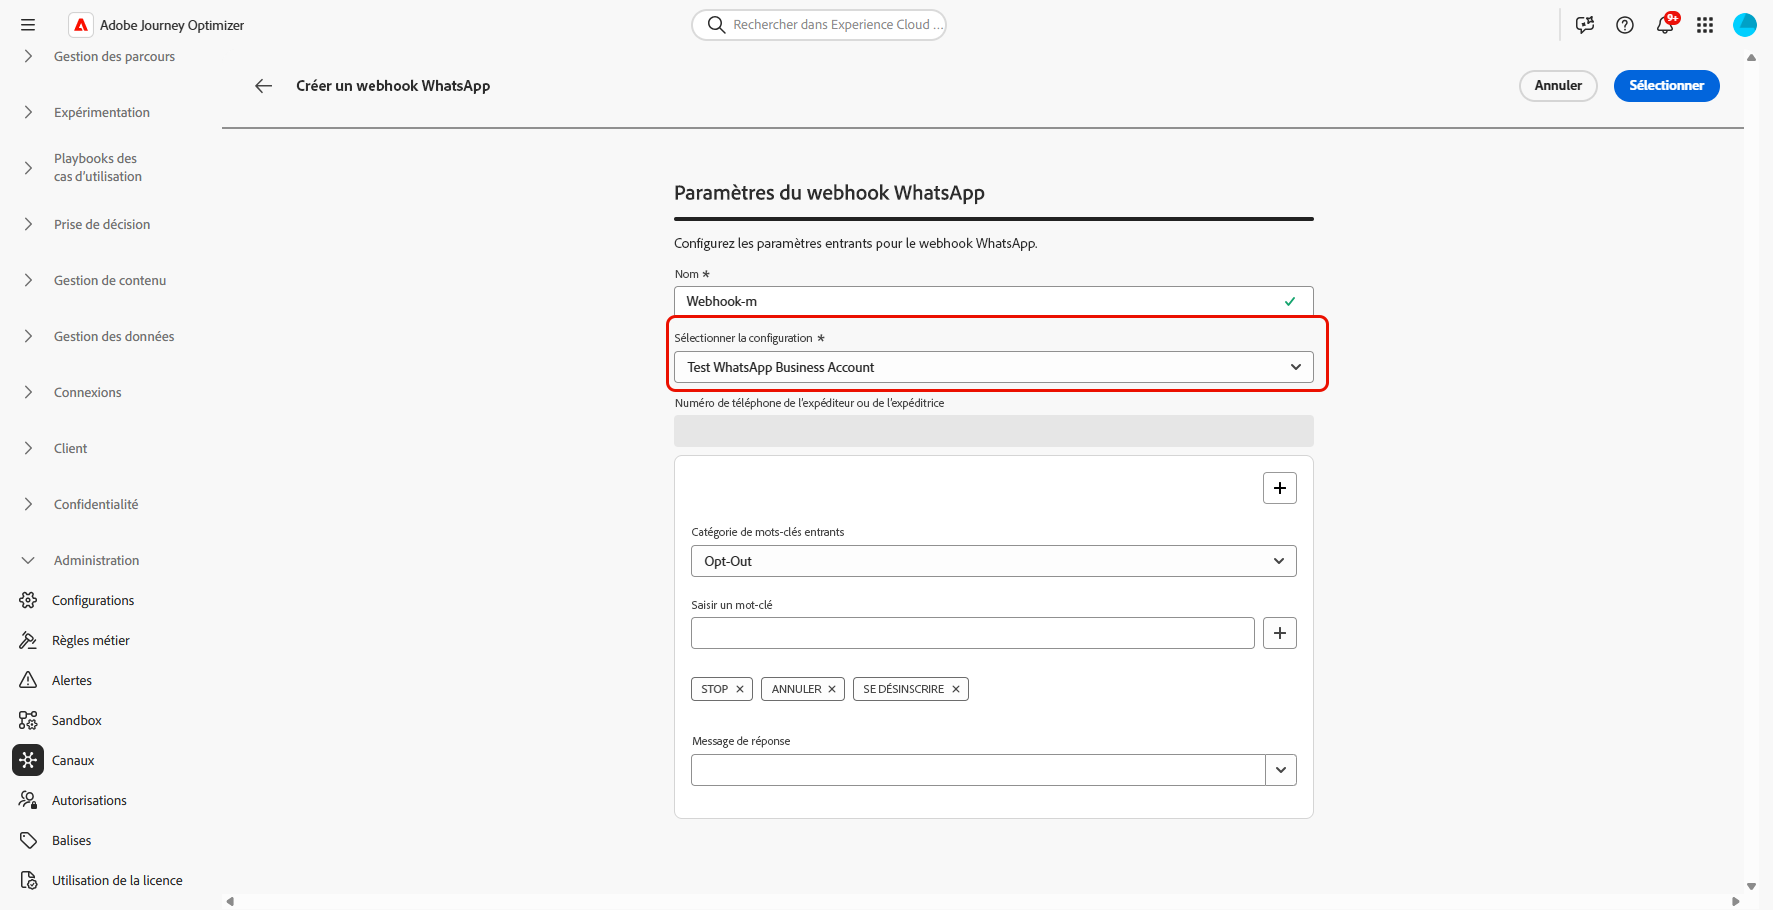 Adobe Journey Optimizer
Rechercher dans Experience Cloud ...
9+
Gestion des parcours
Expérimentation
Playbooks des
cas d'utilisation
Prise de décision
Gestion de contenu
Gestion des données
Connexions
Client
Confidentialité
Administration
Configurations
Règles métier
Alertes
Sandbox
Canaux
Autorisations
Balises
Utilisation de la licence
Créer un webhook WhatsApp
Annuler
Sélectionner
Paramètres du webhook WhatsApp
Configurez les paramètres entrants pour le webhook WhatsApp.
Nom *
Webhook-m
Sélectionner la configuration *
Test WhatsApp Business Account
Numéro de téléphone de l'expéditeur ou de l'expéditrice
Catégorie de mots-clés entrants
Opt-Out
Saisir un mot-clé
STOP
ANNULER
SE DÉSINSCRIRE
Message de réponse